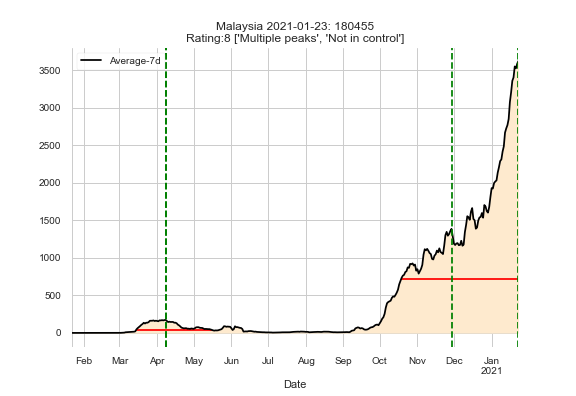 Malaysia 2021-01-23: 180455
Rating:8 ['Multiple peaks', 'Not in control']
Average-7d
3500
3000
2500
2000
1500
1000
500
0
Feb Mar Apr May Jun Jul Aug Sep Oct Nov Dec Jan
2021
Date